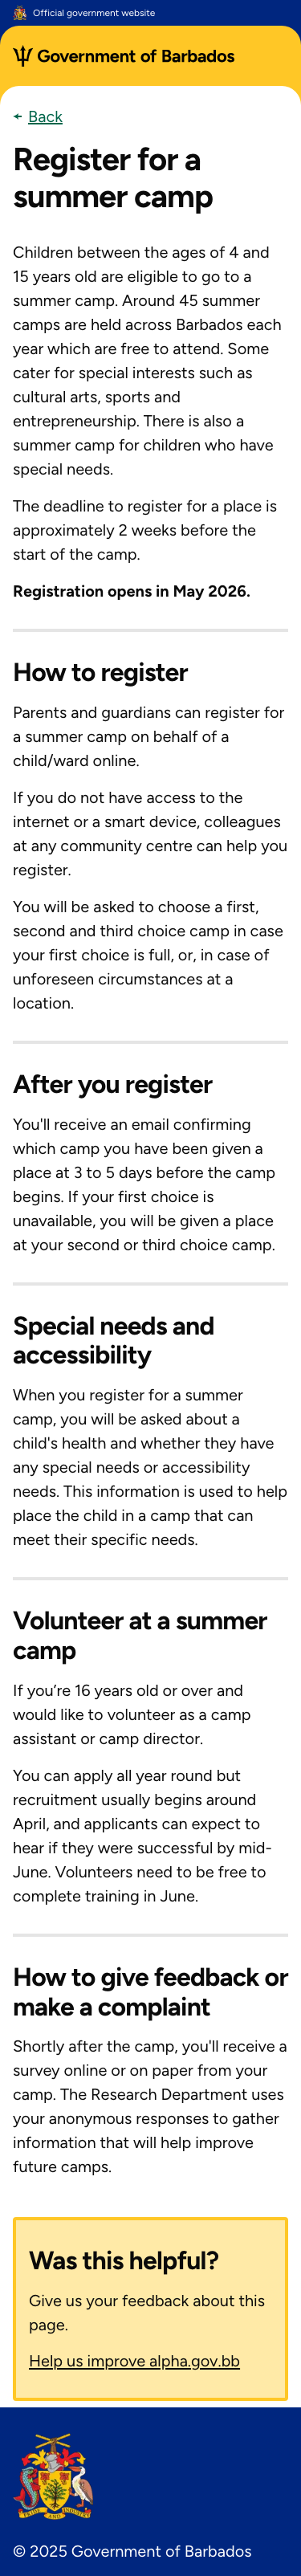 Official government website
Government of Barbados
Back
Register for a
summer camp
Children between the ages of 4 and
15 years old are eligible to go to a
summer camp. Around 45 summer
camps are held across Barbados each
year which are free to attend. Some
cater for special interests such as
cultural arts, sports and
entrepreneurship. There is also a
summer camp for children who have
special needs.
The deadline to register for a place is
approximately 2 weeks before the
start of the camp.
Registration opens in May 2026.
How to register
Parents and guardians can register for
a summer camp on behalf of a
child/ward online.
If you do not have access to the
internet or a smart device, colleagues
at any community centre can help you
register.
You will be asked to choose a first,
second and third choice camp in case
your first choice is full, or, in case of
unforeseen circumstances at a
location.
After you register
You'll receive an email confirming
which camp you have been given a
place at 3 to 5 days before the camp
begins. If your first choice is
unavailable, you will be given a place
at your second or third choice camp.
Special needs and
accessibility
When you register for a summer
camp, you will be asked about a
child's health and whether they have
any special needs or accessibility
needs. This information is used to help
place the child in a camp that can
meet their specific needs.
Volunteer at a summer
camp
If you’re 16 years old or over and
would like to volunteer as a camp
assistant or camp director.
You can apply all year round but
recruitment usually begins around
April, and applicants can expect to
hear if they were successful by mid-
June. Volunteers need to be free to
complete training in June.
How to give feedback or
make a complaint
Shortly after the camp, you'll receive a
survey online or on paper from your
camp. The Research Department uses
your anonymous responses to gather
information that will help improve
future camps.
Was this helpful?
Give us your feedback about this
page.
Help us improve alpha.gov.bb
PRIDE AND INDUSTRY
© 2025 Government of Barbados